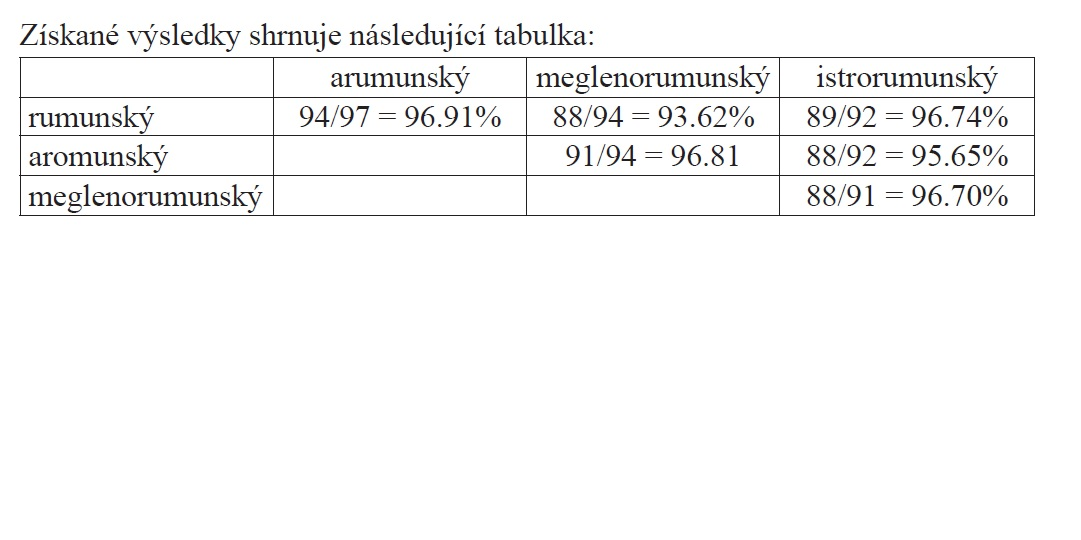 Získané výsledky shrnuje následující tabulka:
arumunský meglenorumunský istrorumunský
rumunský 94/97 = 96.91% 88/94 = 93.62% 89/92 = 96.74%
aromunský 91/94 = 96.81 88/92 = 95.65%
meglenorumunský 88/91 = 96.70%